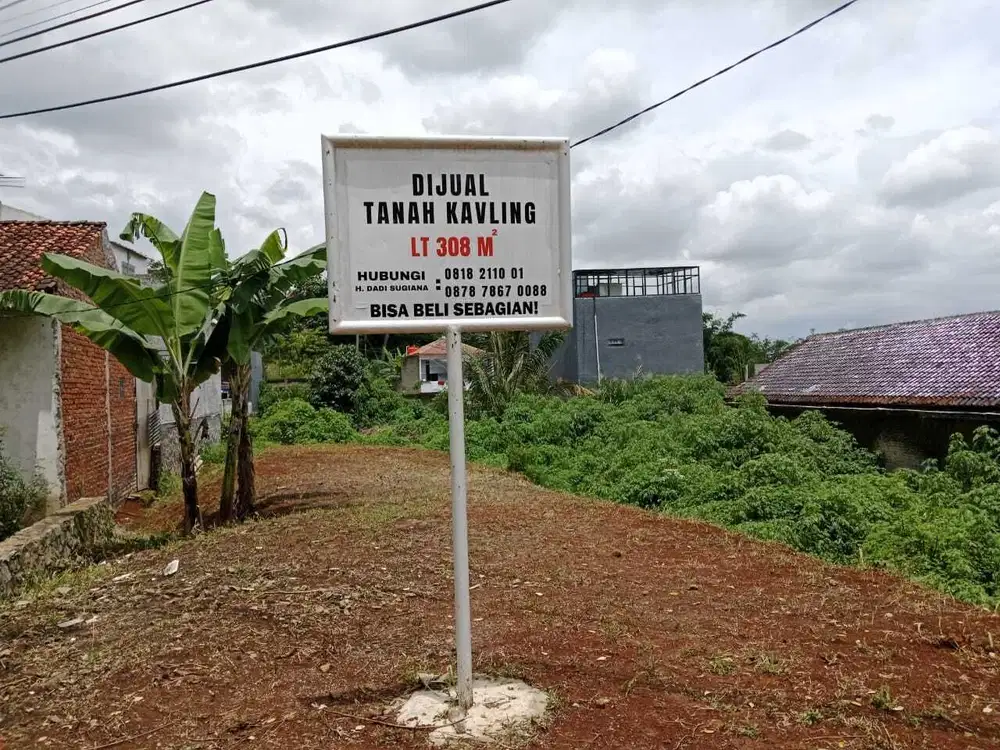 DIJUAL
TANAH KAVLING
LT 308 M²
HUBUNGI : 0818 2110 01
H. DADI SUGIANA 0878 7867 0088
BISA BELI SEBAGIAN!